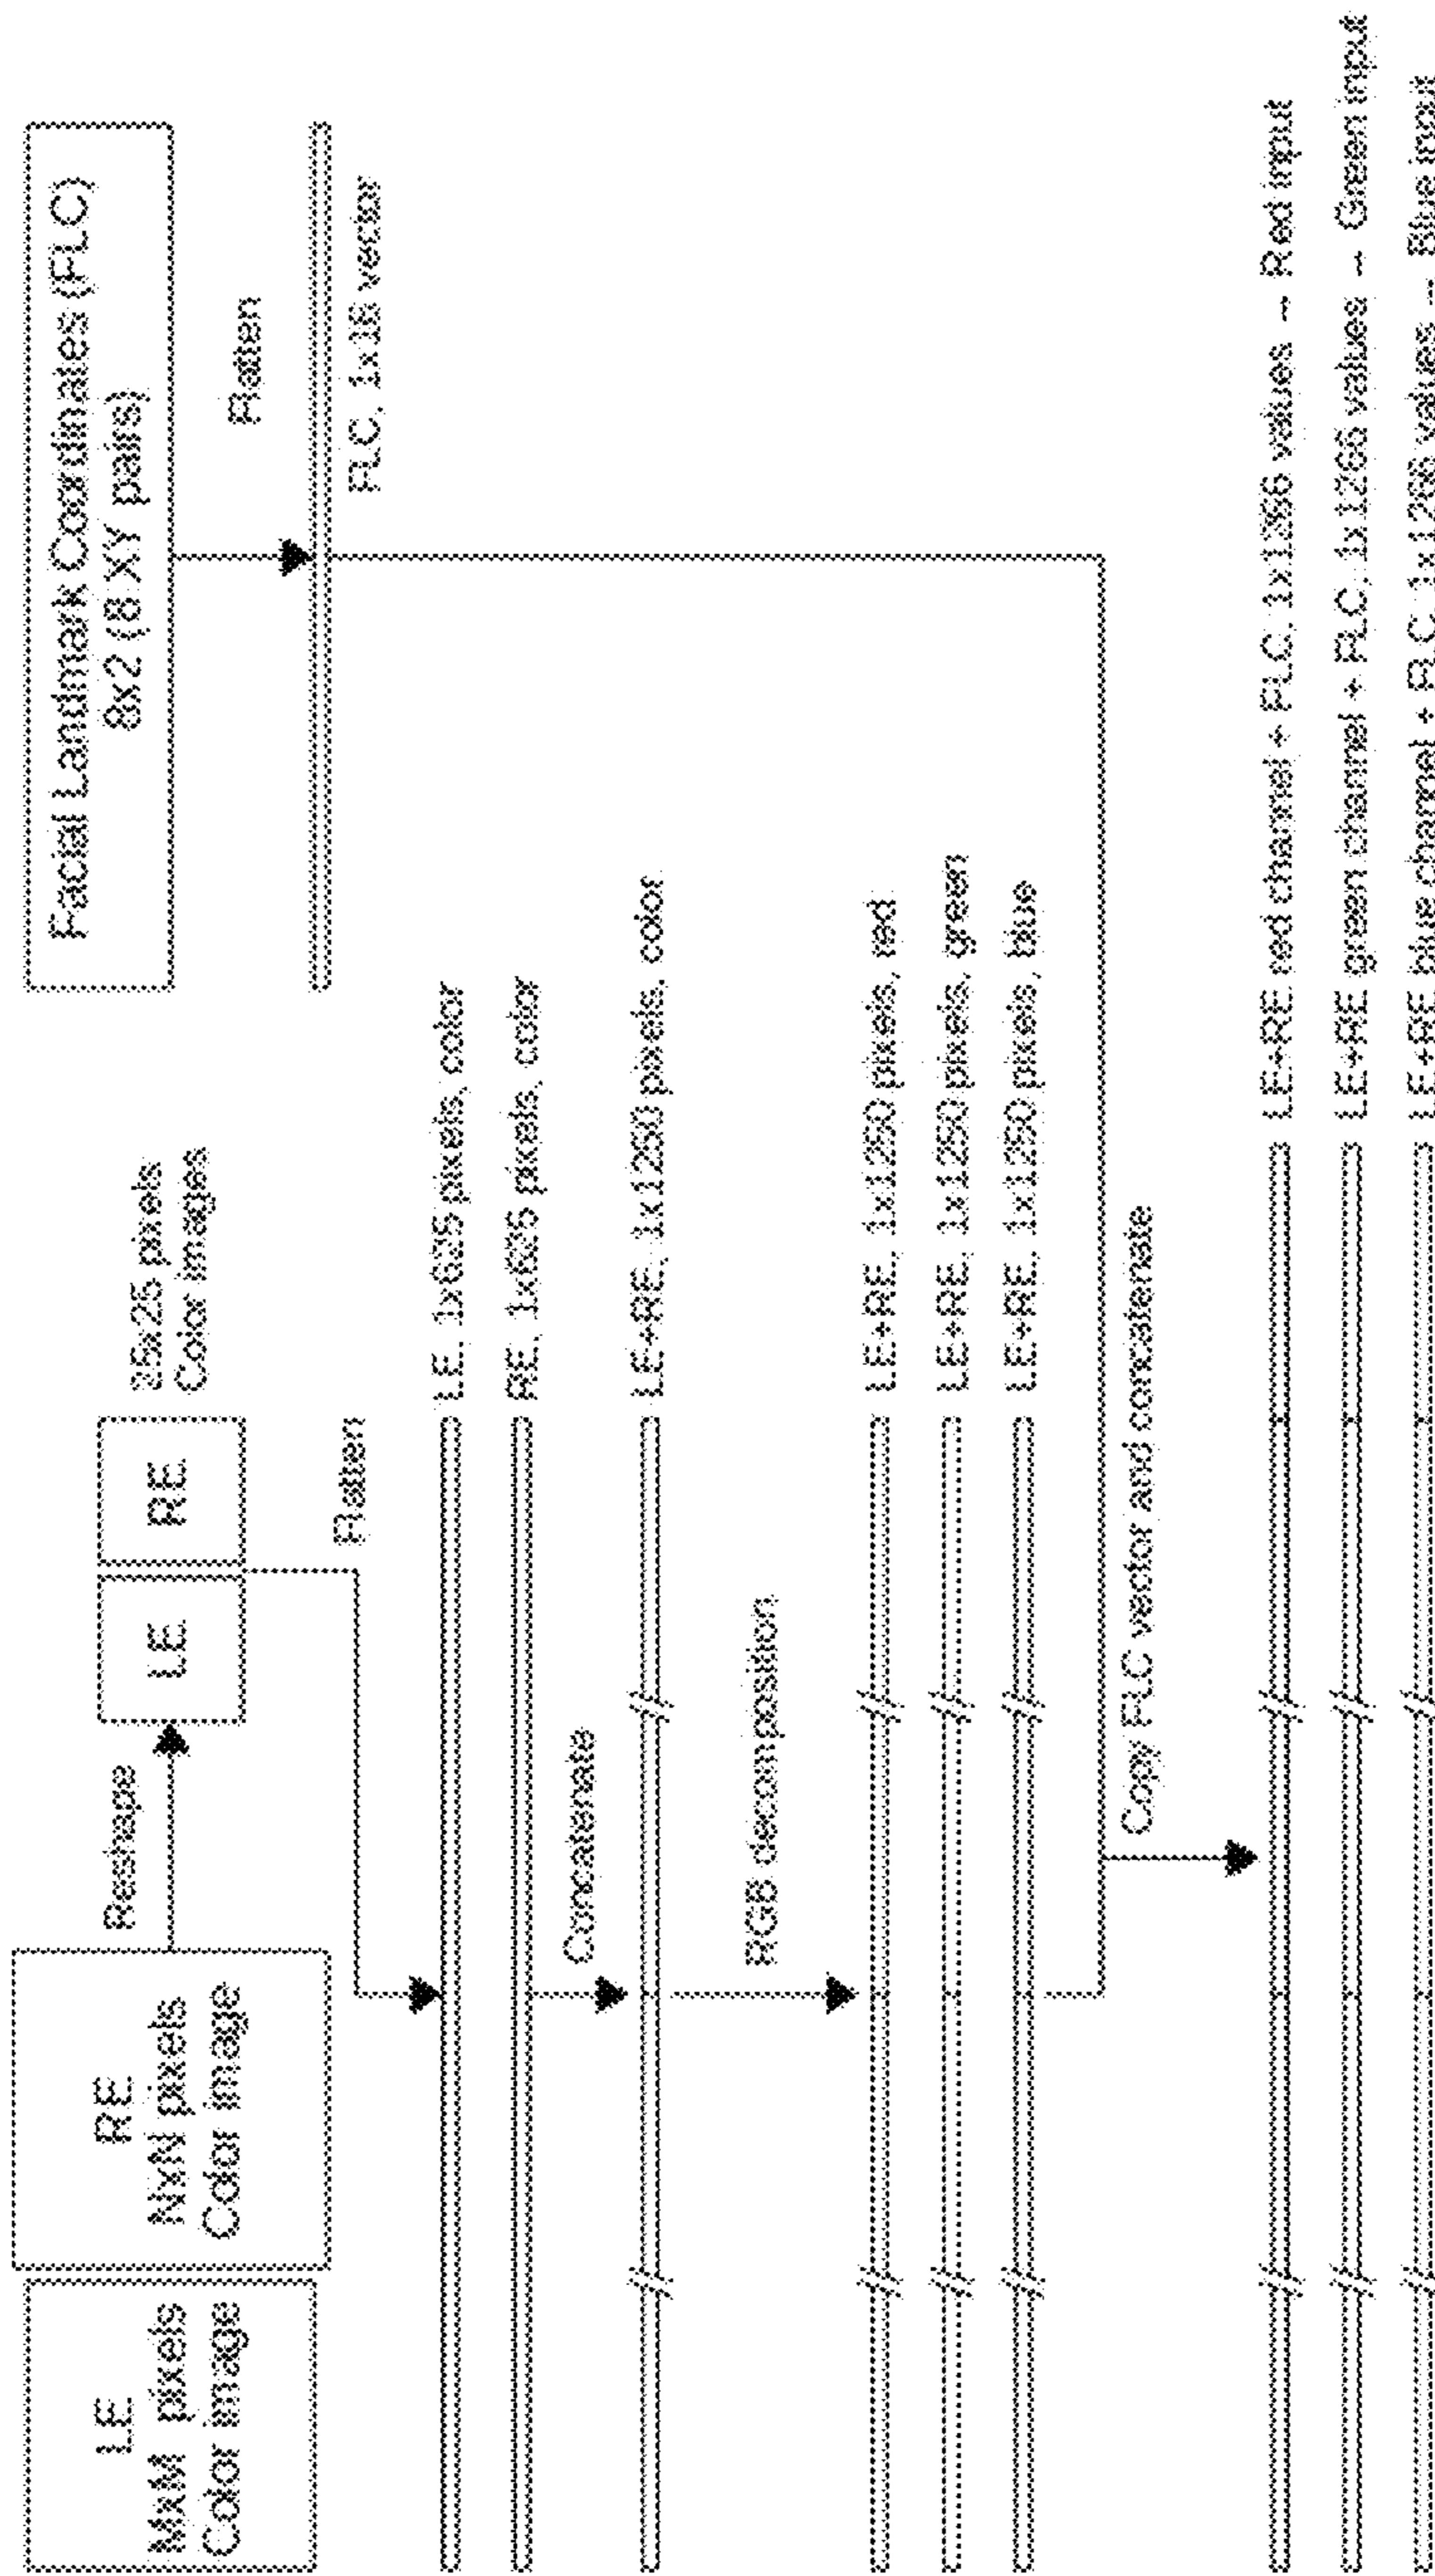 LE
MxM pixels
Color image
RE
NxN pixels
Color image
Reshape
LE
RE
25x25 pixels
Color images
Facial Landmark Coordinates (FLC)
8x2 (8 XY pairs)
Flatten
Flatten
FLC, 1x16 vector
LE, 1x625 pixels, color
RE, 1x625 pixels, color
Concatenate
LE+RE, 1x1250 pixels, color
RGB decomposition
LE+RE, 1x1250 pixels, red
LE+RE, 1x1250 pixels, green
LE+RE, 1x1250 pixels, blue
Copy FLC vector and concatenate
LE+RE red channel + FLC, 1x1266 values -- Red input
LE+RE green channel + FLC, 1x1266 values -- Green input
LE+RE blue channel + FLC, 1x1266 values -- Blue input